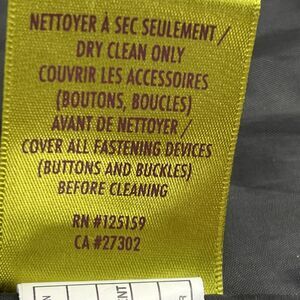 NETTOYER À SEC SEULEMENT /
DRY CLEAN ONLY
COUVRIR LES ACCESSOIRES
(BOUTONS, BOUCLES)
AVANT DE NETTOYER /
COVER ALL FASTENING DEVICES
(BUTTONS AND BUCKLES)
BEFORE CLEANING
RN #125159
CA #27302